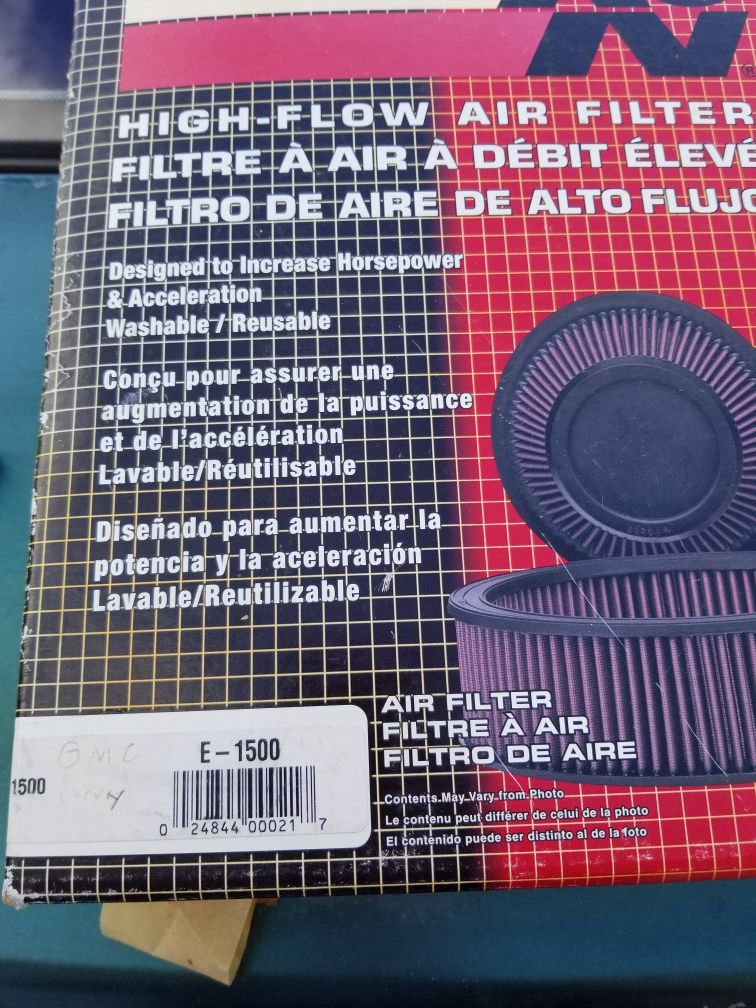 N ®
HIGH-FLOW AIR FILTER
FILTRE À AIR À DÉBIT ÉLEVÉ
FILTRO DE AIRE DE ALTO FLUJO
Designed to Increase Horsepower
& Acceleration
Washable / Reusable
Conçu pour assurer une
augmentation de la puissance
et de l'accélération
Lavable/Réutilisable
Diseñado para aumentar la
potencia y la aceleración
Lavable/Reutilizable
AIR FILTER
FILTRE À AIR
FILTRO DE AIRE
Contents May Vary from Photo
Le contenu peut différer de celui de la photo
El contenido puede ser distinto al de la foto
GMC
E-1500
1500
0 24844 00021 7